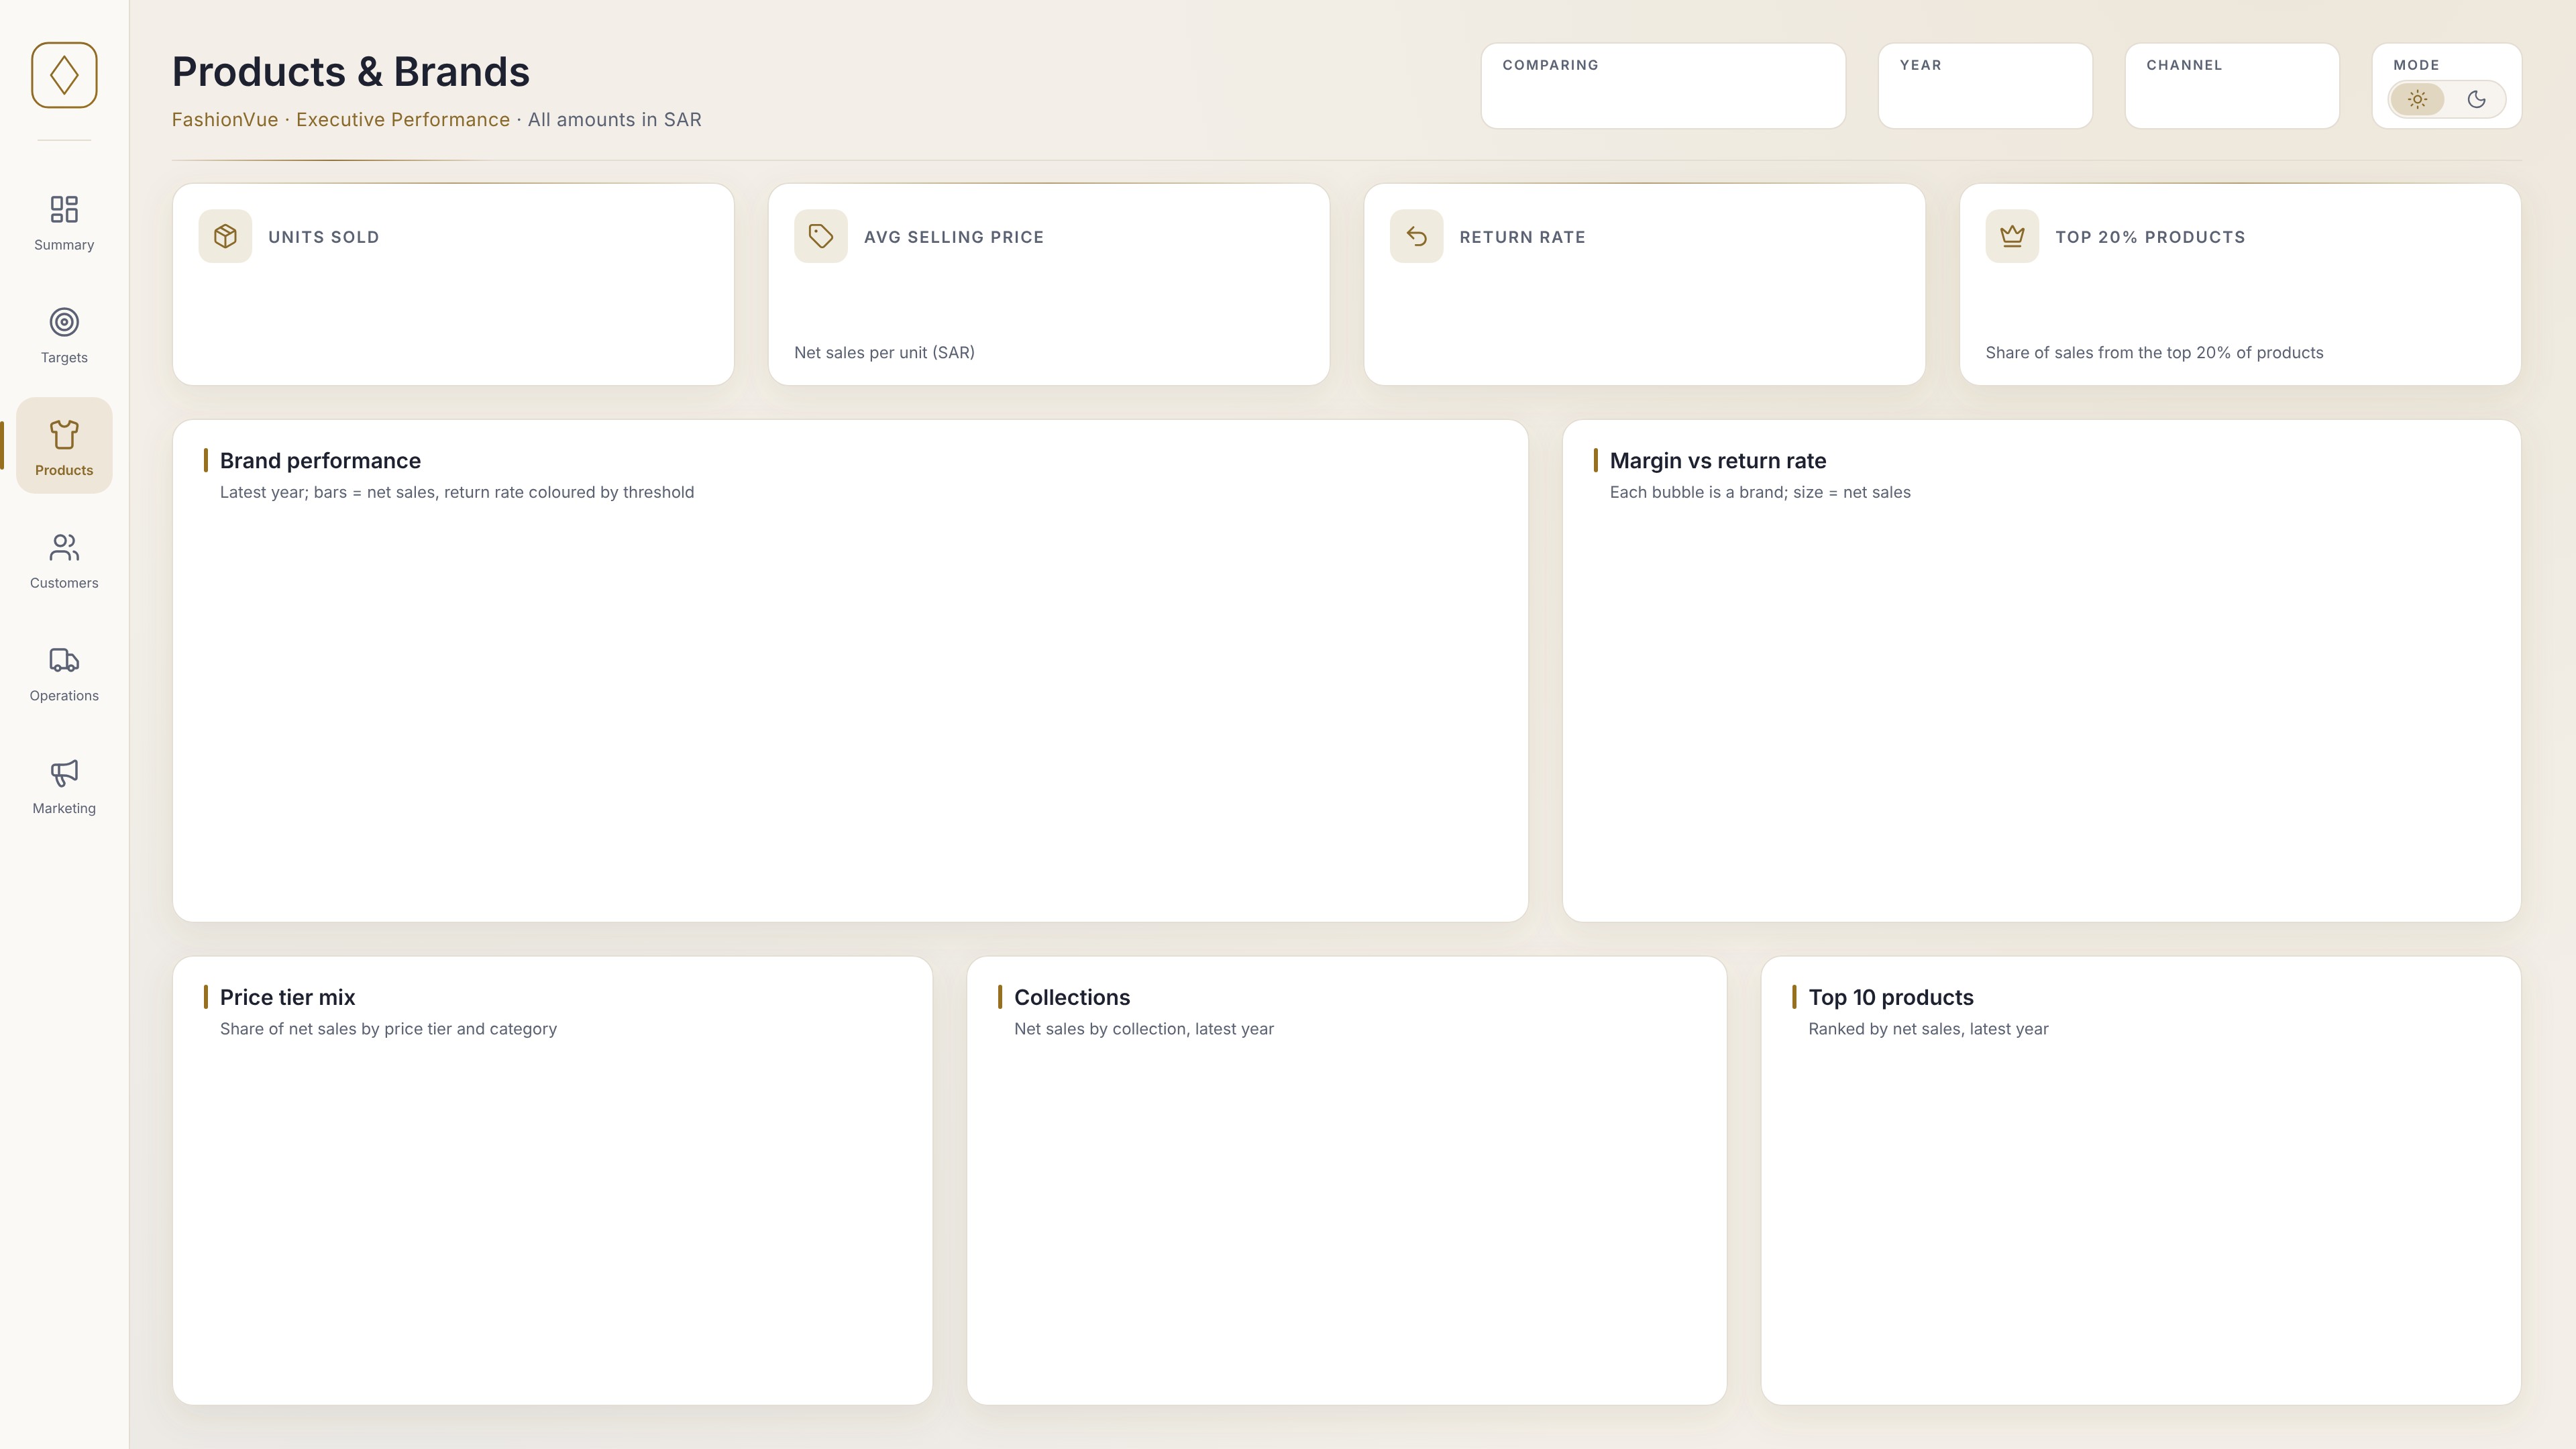 Products & Brands
FashionVue · Executive Performance · All amounts in SAR
COMPARING
YEAR
CHANNEL
MODE
Summary
Targets
Products
Customers
Operations
Marketing
UNITS SOLD
AVG SELLING PRICE
Net sales per unit (SAR)
RETURN RATE
TOP 20% PRODUCTS
Share of sales from the top 20% of products
Brand performance
Latest year; bars = net sales, return rate coloured by threshold
Margin vs return rate
Each bubble is a brand; size = net sales
Price tier mix
Share of net sales by price tier and category
Collections
Net sales by collection, latest year
Top 10 products
Ranked by net sales, latest year